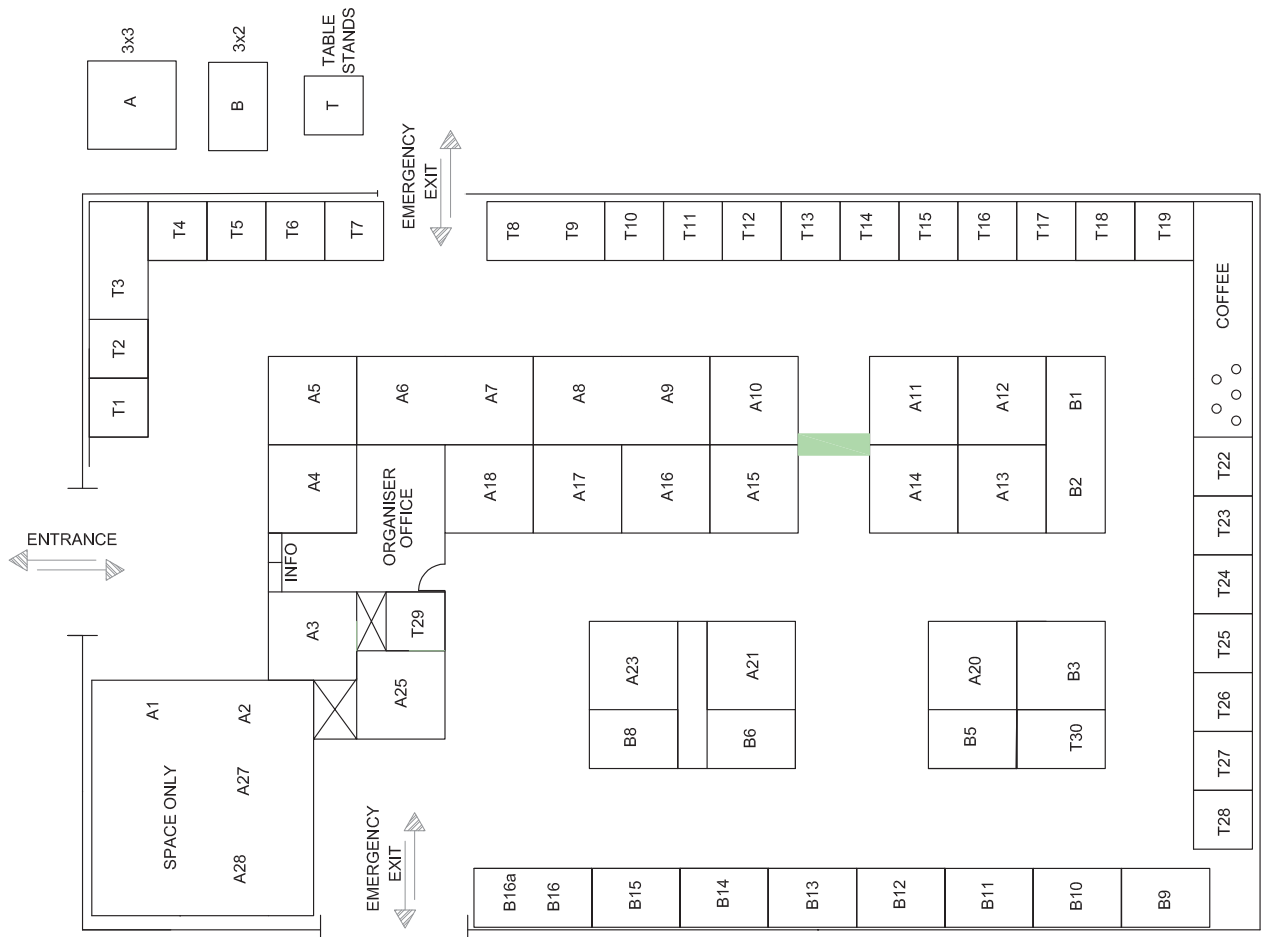 3x3
A
3x2
B
TABLE
STANDS
T
EMERGENCY
EXIT
T4
T5
T6
T7
T8
T9
T10
T11
T12
T13
T14
T15
T16
T17
T18
T19
T3
T2
T1
COFFEE
A5
A6
A7
A8
A9
A10
A11
A12
B1
A4
ORGANISER
OFFICE
A18
A17
A16
A15
A14
A13
B2
T22
T23
T24
T25
T26
T27
T28
ENTRANCE
INFO
A3
T29
A25
A23
A21
A20
B3
B8
B6
B5
T30
A1
A2
SPACE ONLY
A27
A28
EMERGENCY
EXIT
B16a
B16
B15
B14
B13
B12
B11
B10
B9